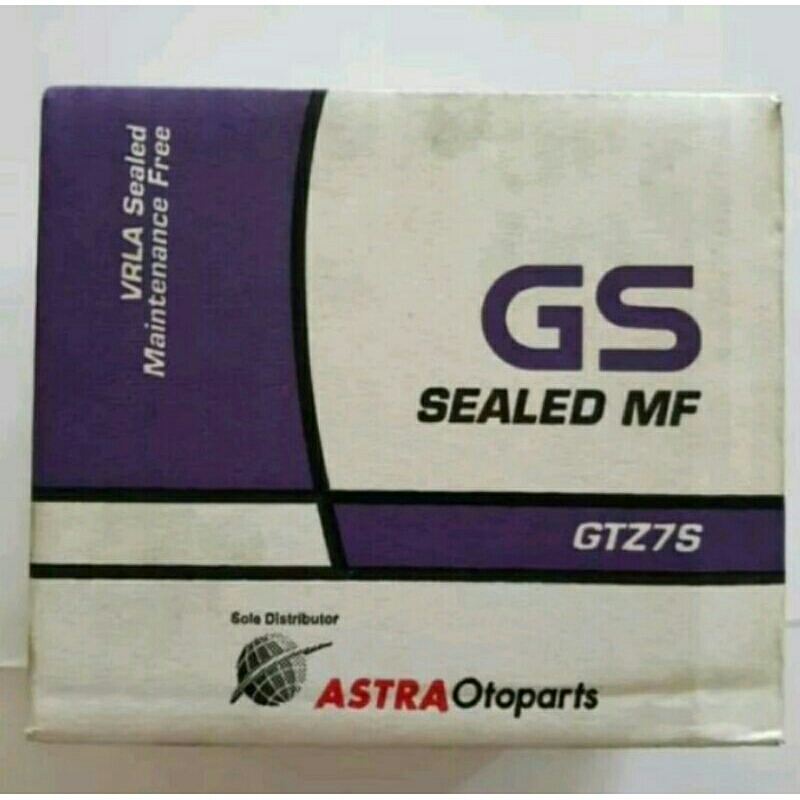 VRLA Sealed
Maintenance Free
GS
SEALED MF
GTZ7S
Sole Distributor
ASTRA Otoparts